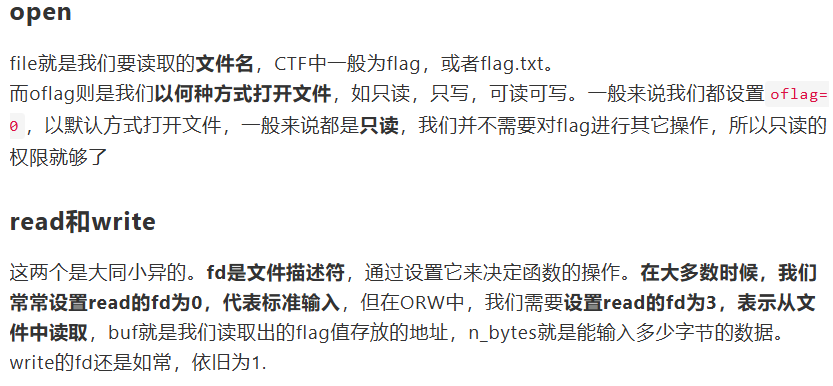 open
file就是我们要读取的文件名，CTF中一般为flag，或者flag.txt。
而oflag则是我们以何种方式打开文件，如只读，只写，可读可写。一般来说我们都设置oflag=
0，以默认方式打开文件，一般来说都是只读，我们并不需要对flag进行其它操作，所以只读的
权限就够了
read和write
这两个是大同小异的。fd是文件描述符，通过设置它来决定函数的操作。在大多数时候，我们
常常设置read的fd为0，代表标准输入，但在ORW中，我们需要设置read的fd为3，表示从文
件中读取，buf就是我们读取出的flag值存放的地址，n_bytes就是能输入多少字节的数据。
write的fd还是如常，依旧为1.